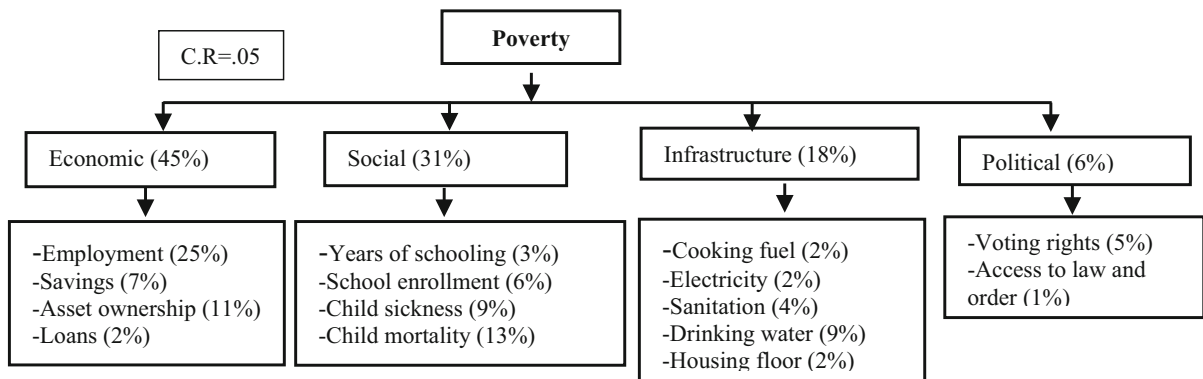 C.R=.05
Poverty
Economic (45%)
Social (31%)
Infrastructure (18%)
Political (6%)
-Employment (25%)
-Savings (7%)
-Asset ownership (11%)
-Loans (2%)
-Years of schooling (3%)
-School enrollment (6%)
-Child sickness (9%)
-Child mortality (13%)
-Cooking fuel (2%)
-Electricity (2%)
-Sanitation (4%)
-Drinking water (9%)
-Housing floor (2%)
-Voting rights (5%)
-Access to law and
order (1%)